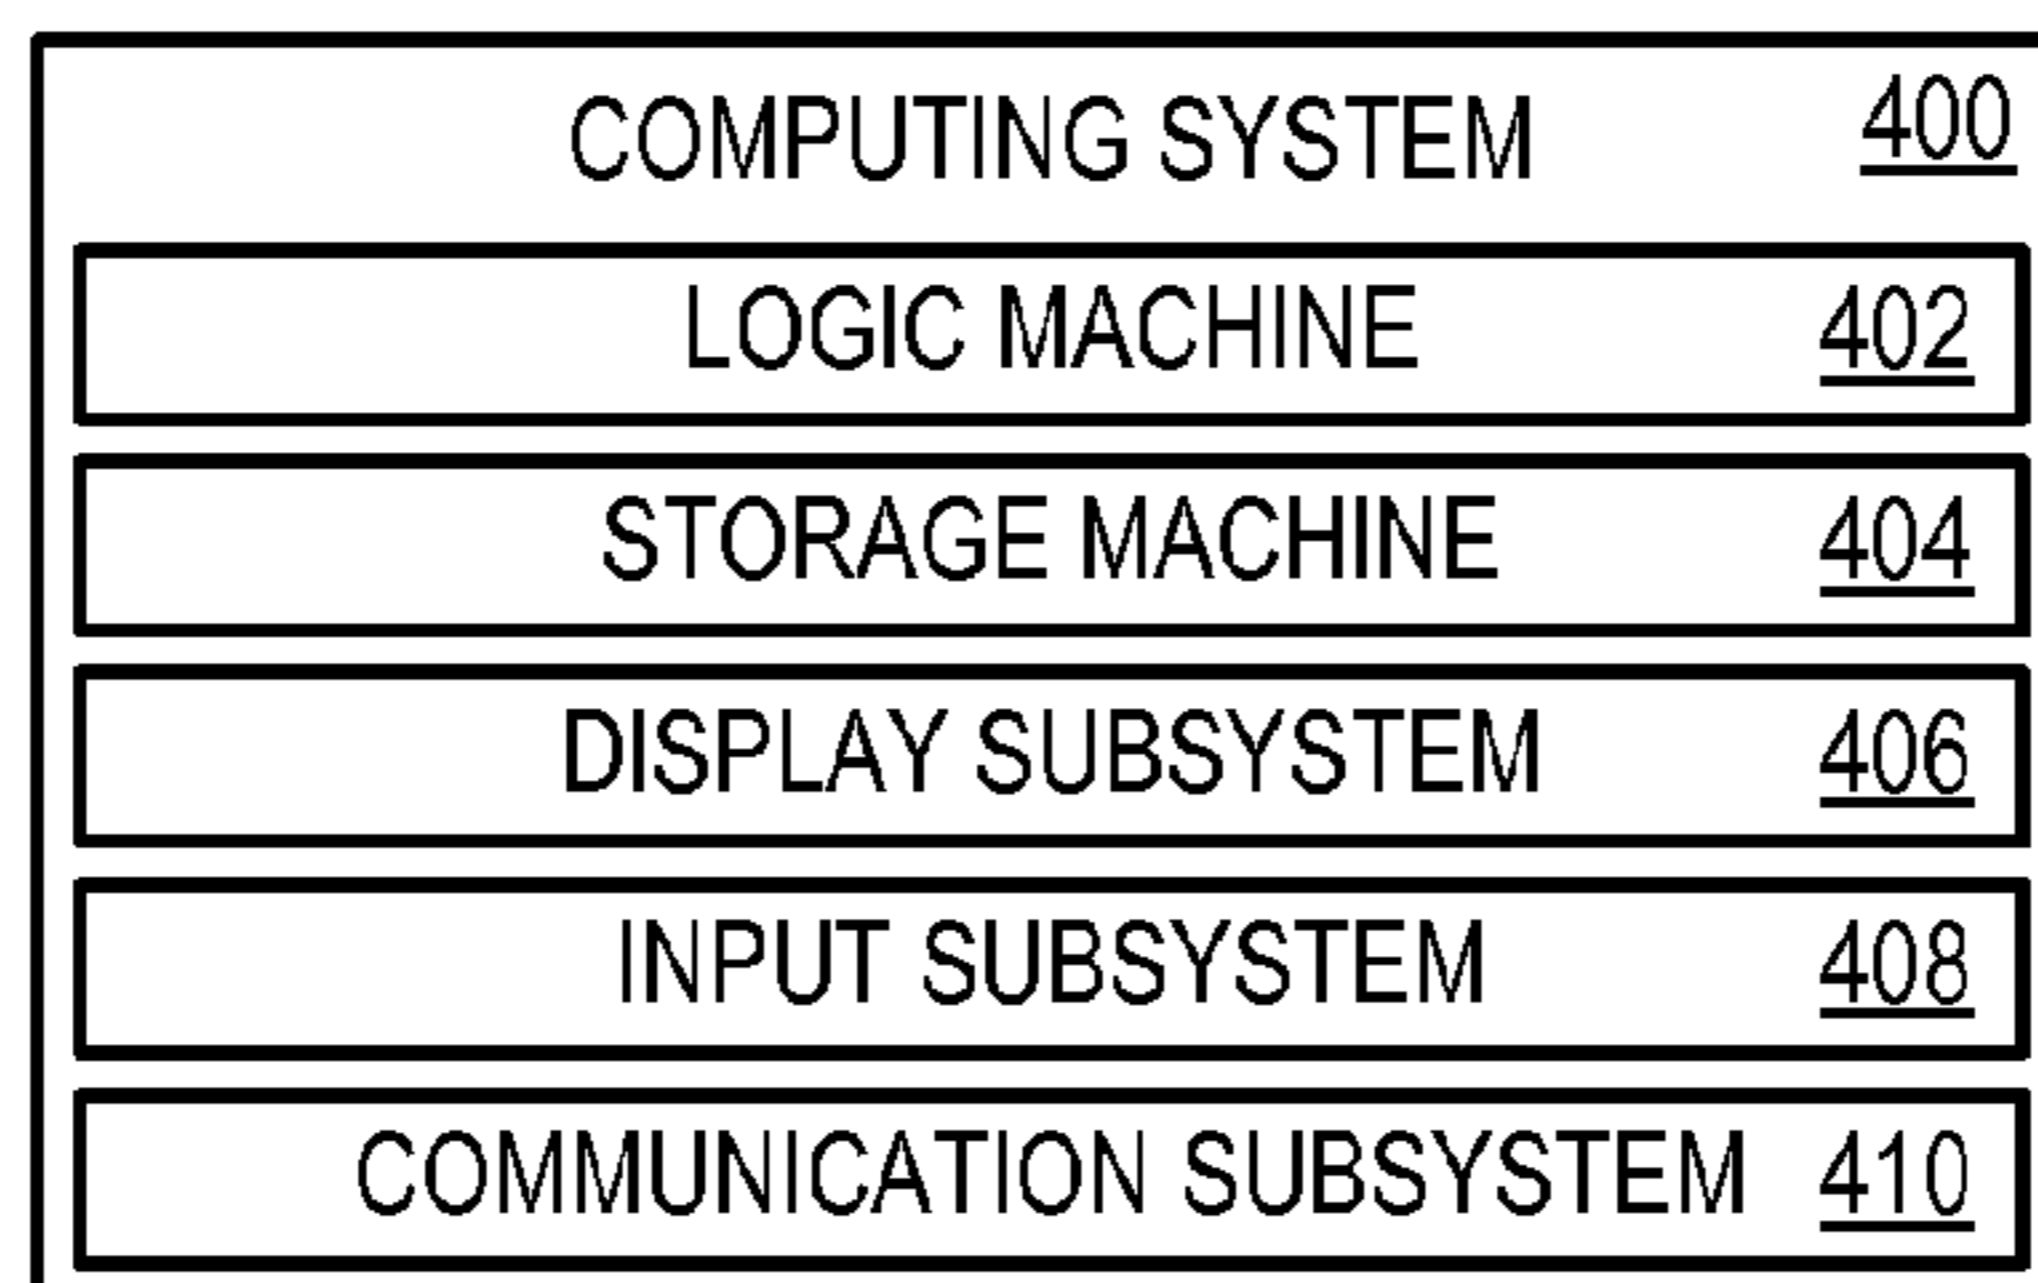 COMPUTING SYSTEM 400
LOGIC MACHINE 402
STORAGE MACHINE 404
DISPLAY SUBSYSTEM 406
INPUT SUBSYSTEM 408
COMMUNICATION SUBSYSTEM 410